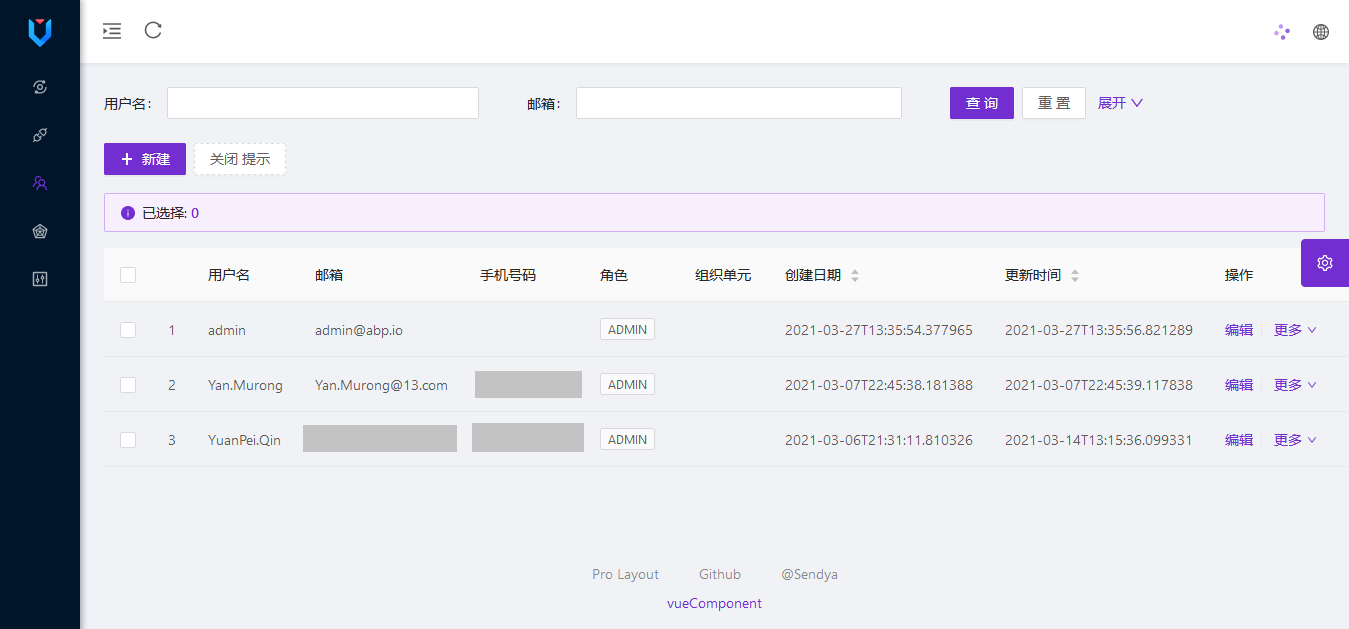 用户名： 邮箱： 查 询 重 置 展开
新建 关闭 提示
已选择: 0
用户名 邮箱 手机号码 角色 组织单元 创建日期 更新时间 操作
1 admin admin@abp.io ADMIN 2021-03-27T13:35:54.377965 2021-03-27T13:35:56.821289 编辑 更多
2 Yan.Murong Yan.Murong@13.com ADMIN 2021-03-07T22:45:38.181388 2021-03-07T22:45:39.117838 编辑 更多
3 YuanPei.Qin ADMIN 2021-03-06T21:31:11.810326 2021-03-14T13:15:36.099331 编辑 更多
Pro Layout Github @Sendya
vueComponent